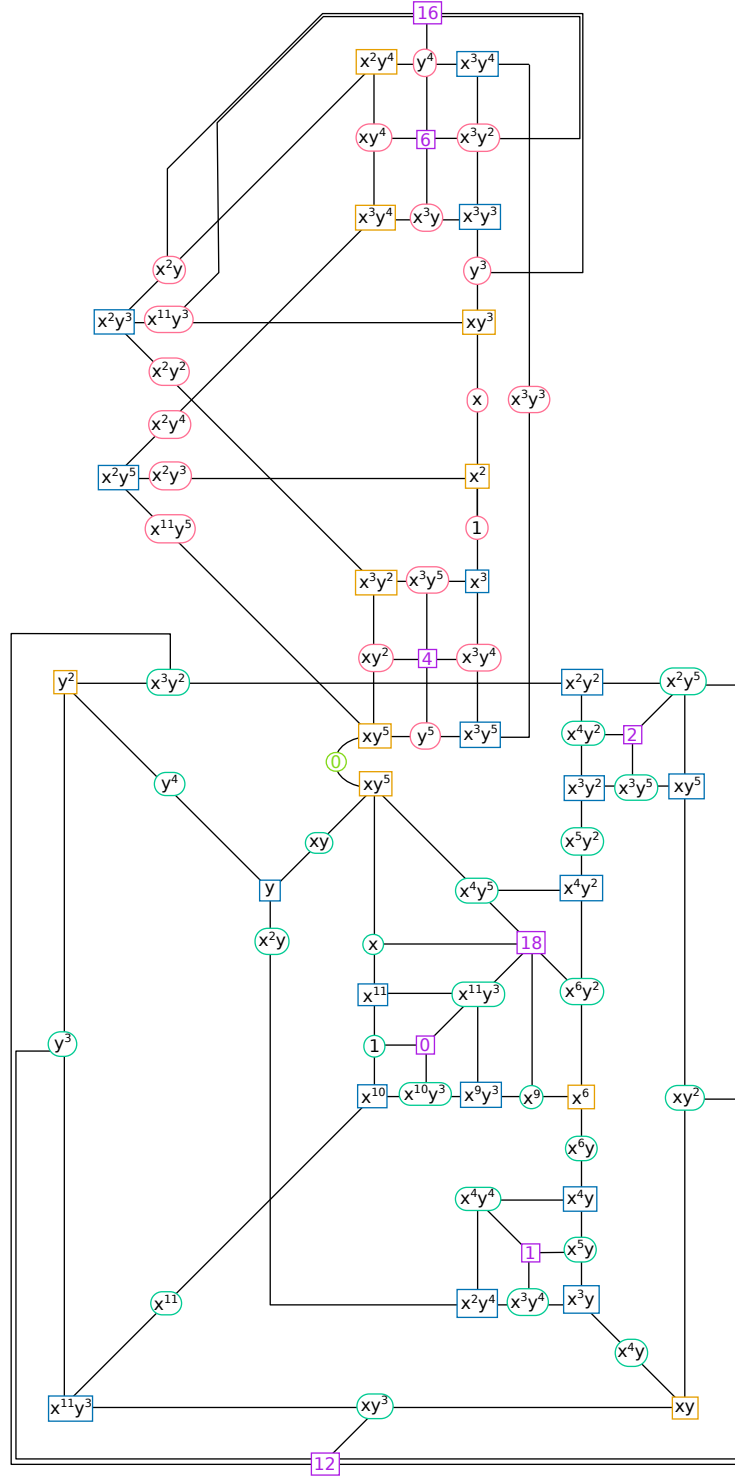 16
x²y⁴ y⁴ x³y⁴
xy⁴ 6 x³y²
x³y⁴ x³y x³y³
x²y y³
x²y³ x¹¹y³ xy³
x²y²
x x³y³
x²y⁴
x²y⁵ x²y³ x²
x¹¹y⁵ 1
x³y² x³y⁵ x³
xy² 4 x³y⁴
y² x³y² x²y² x²y⁵
xy⁵ y⁵ x³y⁵ x⁴y² 2
0
y⁴ xy⁵ x³y² x³y⁵ xy⁵
xy x⁵y²
y x⁴y⁵ x⁴y²
x²y x 18
x¹¹ x¹¹y³ x⁶y²
y³ 1 0
x¹⁰ x¹⁰y³ x⁹y³ x⁹ x⁶ xy²
x⁶y
x⁴y⁴ x⁴y
1 x⁵y
x¹¹ x²y⁴ x³y⁴ x³y
x⁴y
x¹¹y³ xy³ xy
12